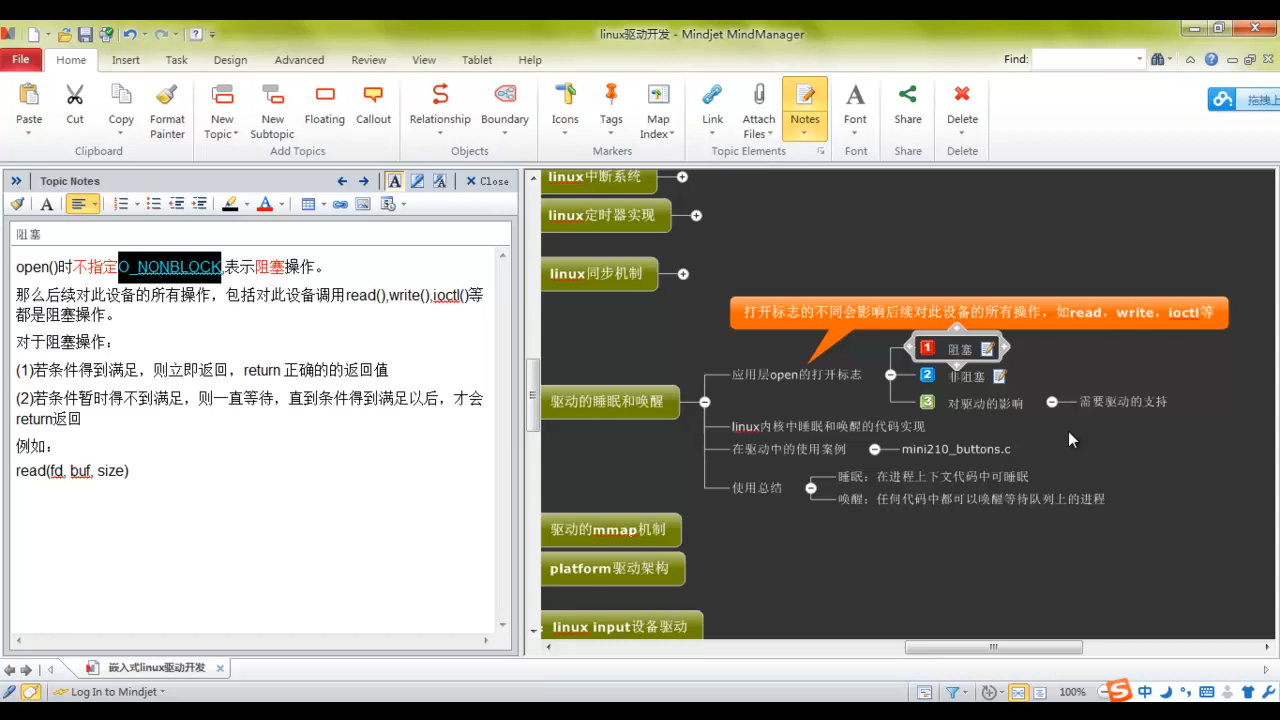 linux驱动开发 - Mindjet MindManager
File Home Insert Task Design Advanced Review View Tablet Help Find:
Paste Cut Copy Format Painter New Topic New Subtopic Floating Callout Relationship Boundary Icon Tags Map Index Link Attach Files Notes Font Share Delete 拖拽上
Clipboard Add Topics Objects Markers Topic Elements Font Share Delete
Topic Notes Close
阻塞
open()时不指定O_NONBLOCK,表示阻塞操作。
那么后续对此设备的所有操作，包括对此设备调用read(),write(),ioctl()等
都是阻塞操作。
对于阻塞操作：
(1)若条件得到满足，则立即返回，return 正确的的返回值
(2)若条件暂时得不到满足，则一直等待，直到条件得到满足以后，才会
return返回
例如：
read(fd, buf, size)
linux中断系统
linux定时器实现
linux同步机制
打开标志的不同会影响后续对此设备的所有操作，如read，write，ioctl等
1 阻塞
应用层open的打开标志
2 非阻塞
驱动的睡眠和唤醒
3 对驱动的影响 需要驱动的支持
linux内核中睡眠和唤醒的代码实现
在驱动中的使用案例 mini210_buttons.c
使用总结
睡眠：在进程上下文代码中可睡眠
唤醒：任何代码中都可以唤醒等待队列上的进程
驱动的mmap机制
platform驱动架构
linux input设备驱动
嵌入式linux驱动开发
Log In to Mindjet 100% 中